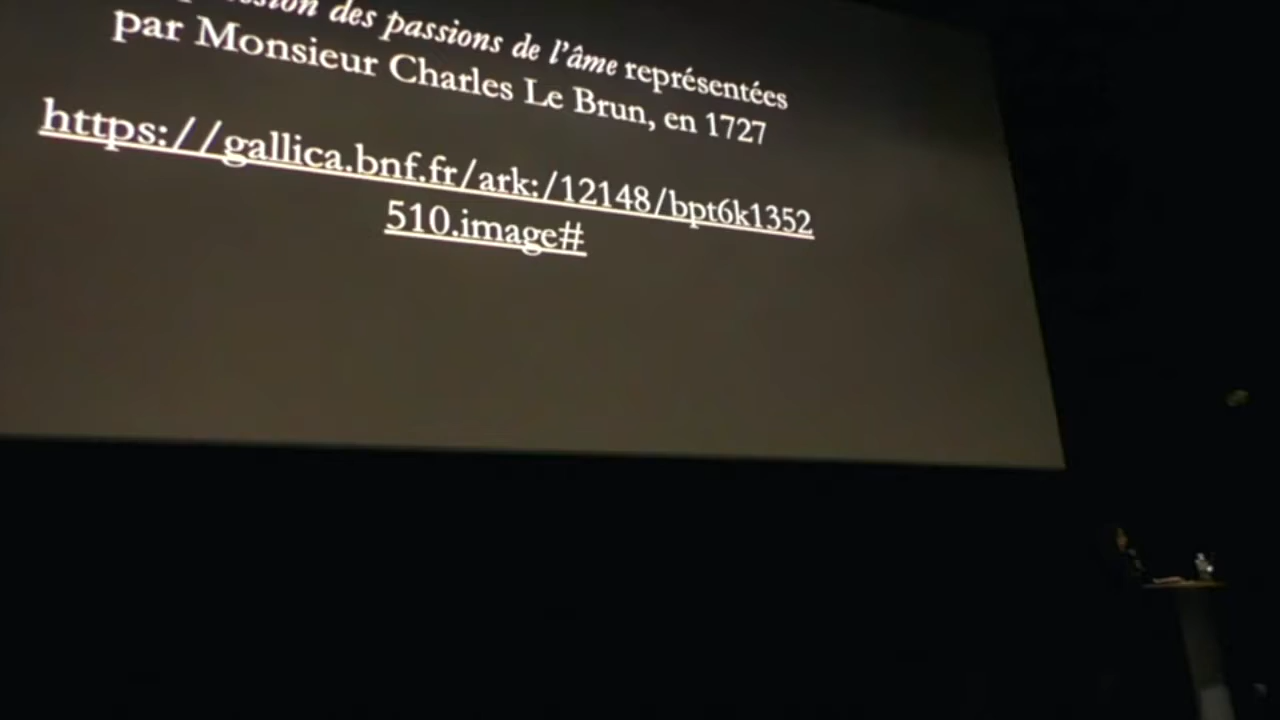 des passions de l'âme représentées
par Monsieur Charles Le Brun, en 1727
https://gallica.bnf.fr/ark:/12148/bpt6k1352
510.image#